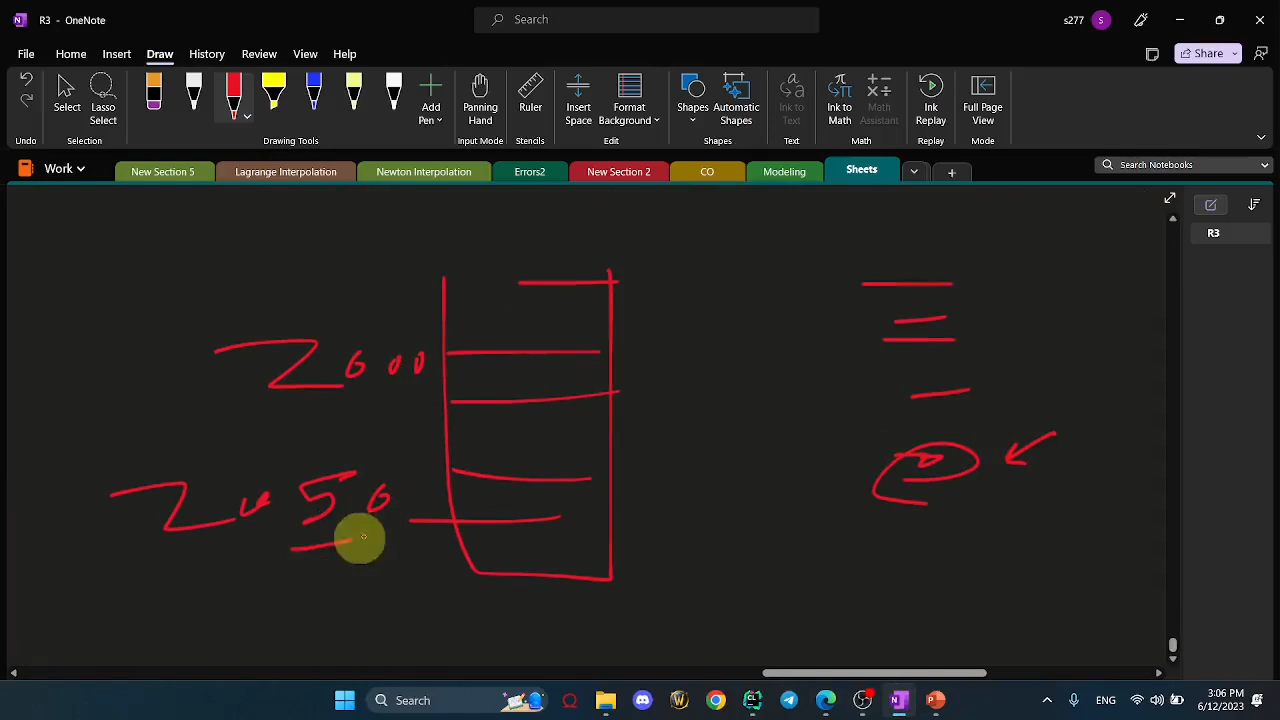 R3 - OneNote
Search
s277
S
File Home Insert Draw History Review View Help
Share
Undo
Select
Lasso Select
Selection
Drawing Tools
Add Pen
Panning Hand
Input Mode
Ruler
Stencils
Insert Space
Format Background
Edit
Shapes
Automatic Shapes
Shapes
Ink to Text
Text
Ink to Math
Math Assistant
Math
Ink Replay
Replay
Full Page View
Mode
Work
New Section 5
Lagrange Interpolation
Newton Interpolation
Errors2
New Section 2
CO
Modeling
Sheets
Search Notebooks
R3
2000
2050
Search
ENG
3:06 PM
6/12/2023